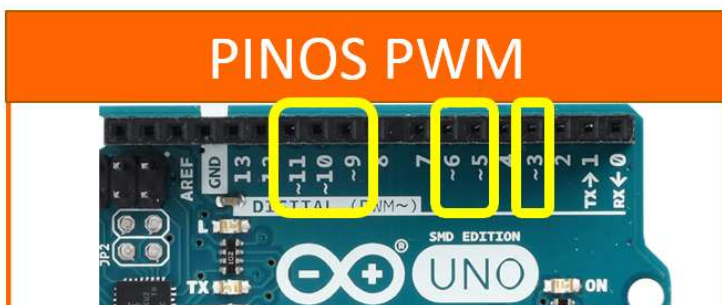 PINOS PWM
AREF
GND
13
12
~11
~10
~9
8
7
~6
~5
4
~3
2
TX→1
RX←0
DIGITAL (PWM~)
L
JP2
TX
SMD EDITION
UNO
ON